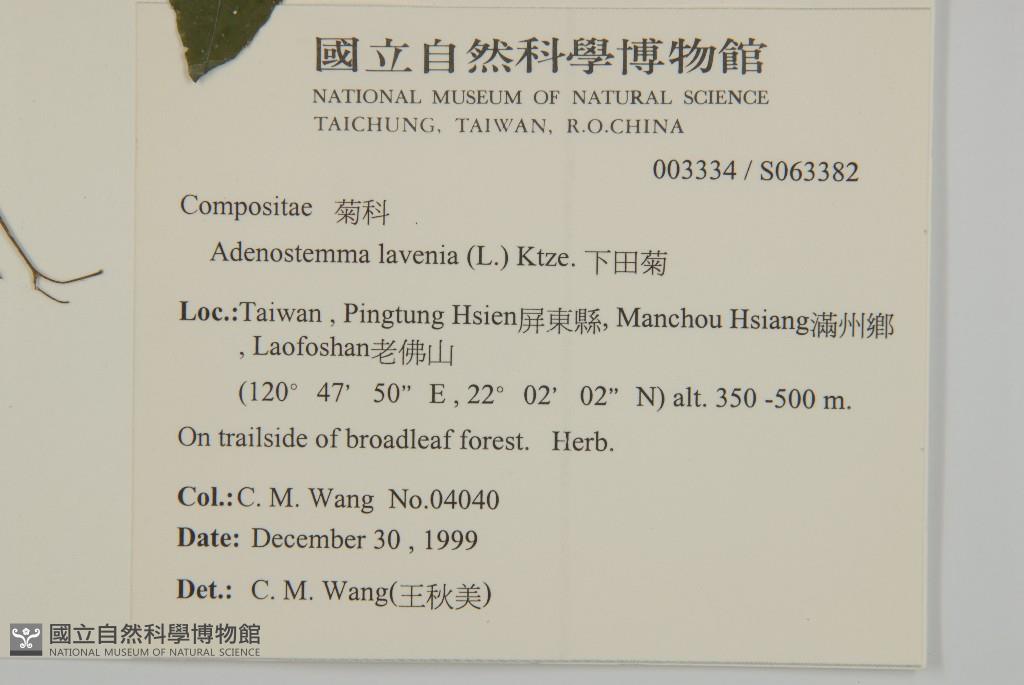 國立自然科學博物館
NATIONAL MUSEUM OF NATURAL SCIENCE
TAICHUNG, TAIWAN, R.O.CHINA
003334 / S063382
Compositae 菊科
Adenostemma lavenia (L.) Ktze. 下田菊
Loc.:Taiwan , Pingtung Hsien屏東縣, Manchou Hsiang滿州鄉
, Laofoshan老佛山
(120° 47’ 50” E , 22° 02’ 02” N) alt. 350 -500 m.
On trailside of broadleaf forest. Herb.
Col.:C. M. Wang No.04040
Date: December 30 , 1999
Det.: C. M. Wang(王秋美)
國立自然科學博物館
NATIONAL MUSEUM OF NATURAL SCIENCE